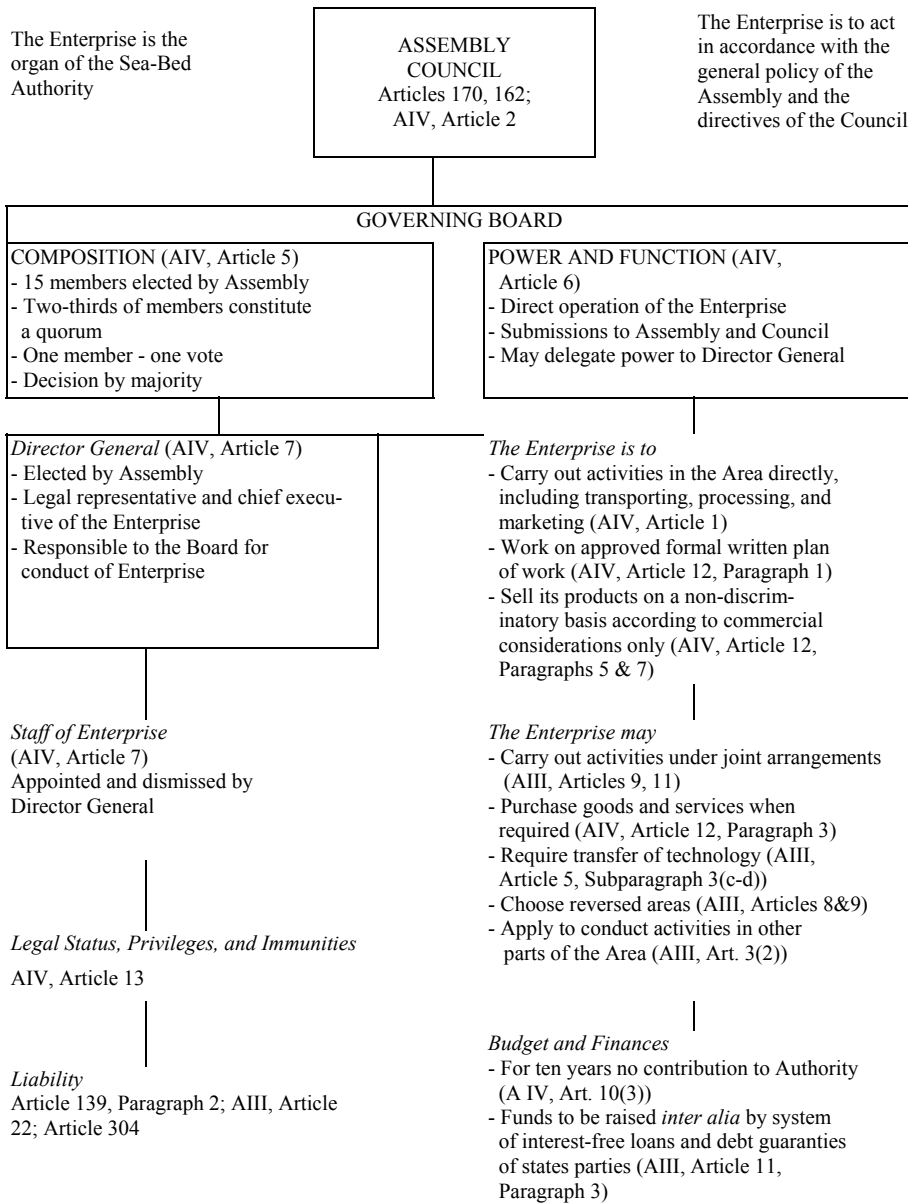 The Enterprise is the
organ of the Sea-Bed
Authority
ASSEMBLY
COUNCIL
Articles 170, 162;
AIV, Article 2
The Enterprise is to act
in accordance with the
general policy of the
Assembly and the
directives of the Council
GOVERNING BOARD
COMPOSITION (AIV, Article 5)
- 15 members elected by Assembly
- Two-thirds of members constitute
a quorum
- One member - one vote
- Decision by majority
POWER AND FUNCTION (AIV,
Article 6)
- Direct operation of the Enterprise
- Submissions to Assembly and Council
- May delegate power to Director General
Director General (AIV, Article 7)
- Elected by Assembly
- Legal representative and chief execu-
tive of the Enterprise
- Responsible to the Board for
conduct of Enterprise
The Enterprise is to
- Carry out activities in the Area directly,
including transporting, processing, and
marketing (AIV, Article 1)
- Work on approved formal written plan
of work (AIV, Article 12, Paragraph 1)
- Sell its products on a non-discrim-
inatory basis according to commercial
considerations only (AIV, Article 12,
Paragraphs 5 & 7)
Staff of Enterprise
(AIV, Article 7)
Appointed and dismissed by
Director General
The Enterprise may
- Carry out activities under joint arrangements
(AIII, Articles 9, 11)
- Purchase goods and services when
required (AIV, Article 12, Paragraph 3)
- Require transfer of technology (AIII,
Article 5, Subparagraph 3(c-d))
- Choose reversed areas (AIII, Articles 8&9)
- Apply to conduct activities in other
parts of the Area (AIII, Art. 3(2))
Legal Status, Privileges, and Immunities
AIV, Article 13
Liability
Article 139, Paragraph 2; AIII, Article
22; Article 304
Budget and Finances
- For ten years no contribution to Authority
(A IV, Art. 10(3))
- Funds to be raised inter alia by system
of interest-free loans and debt guaranties
of states parties (AIII, Article 11,
Paragraph 3)